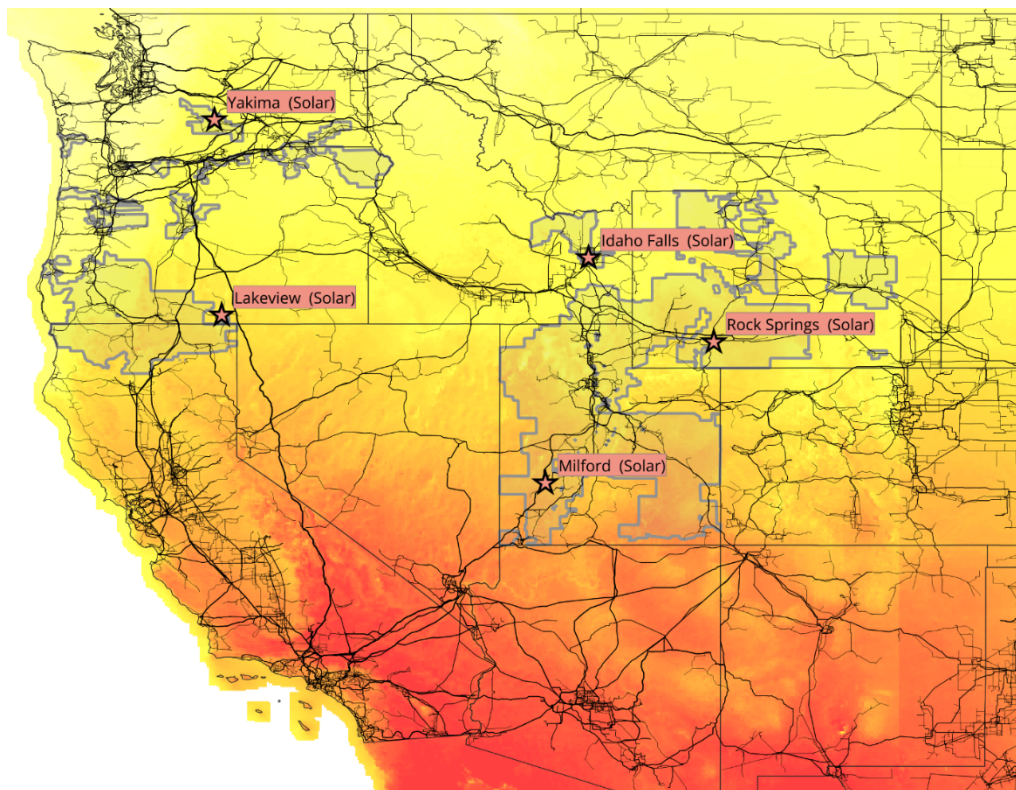 Yakima (Solar)
Idaho Falls (Solar)
Lakeview (Solar)
Rock Springs (Solar)
Milford (Solar)